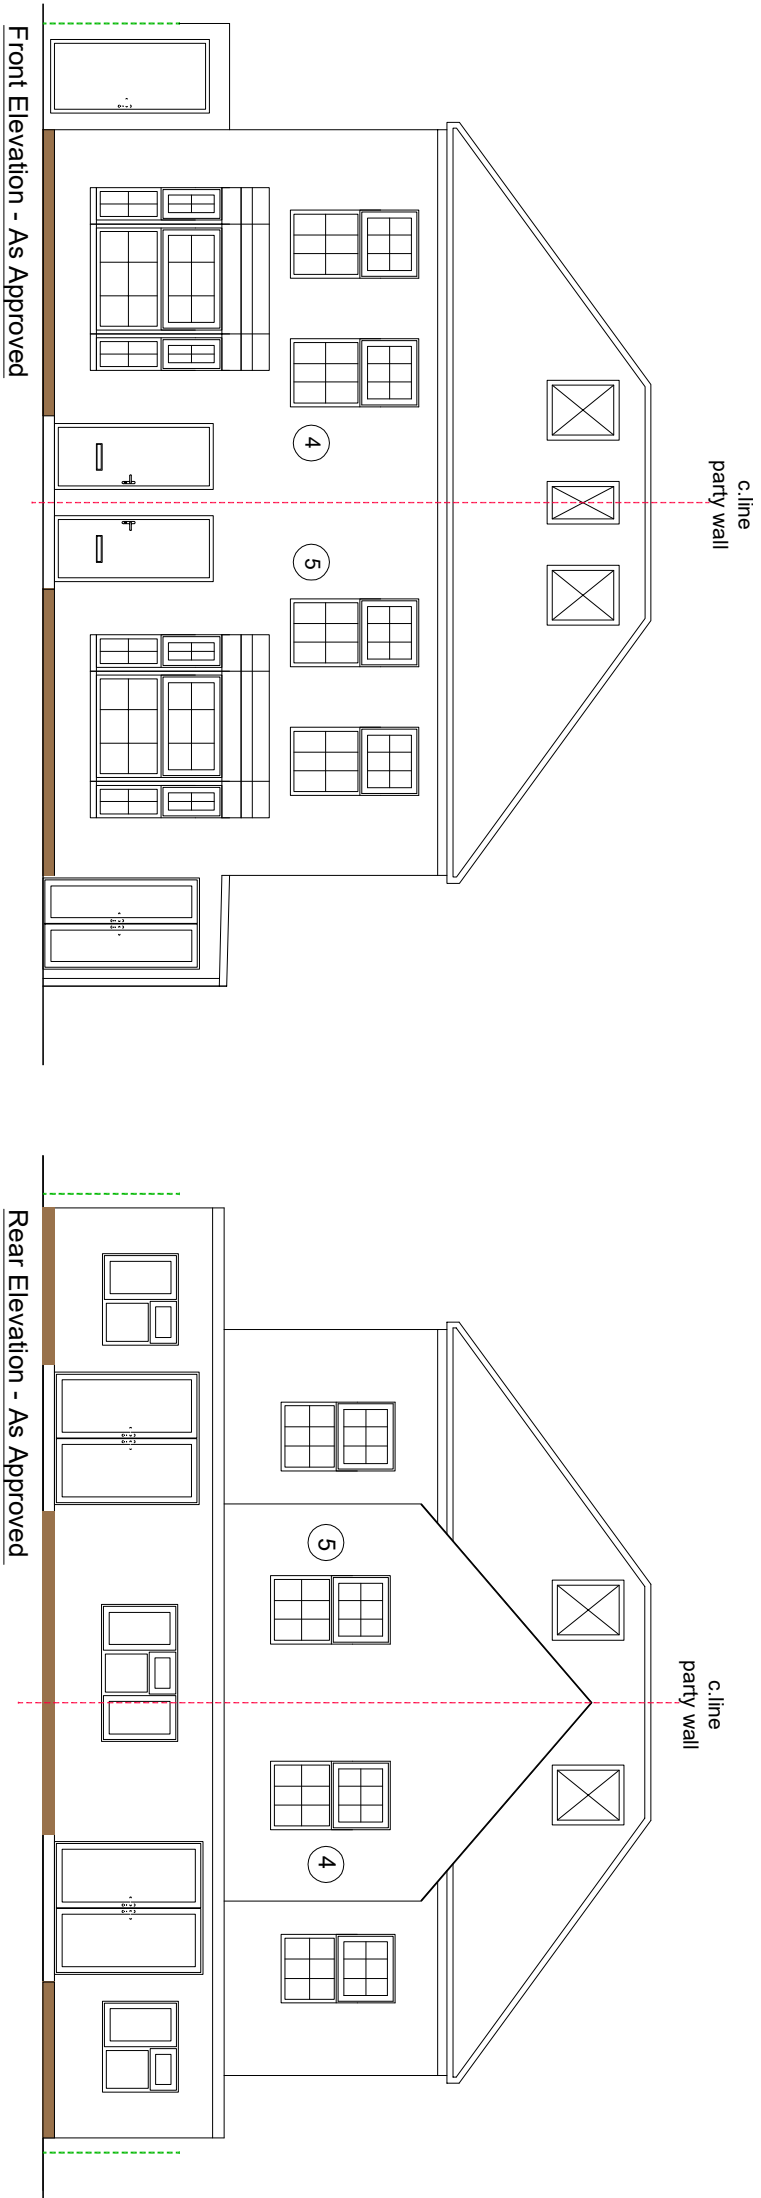 c.line
party wall
4
5
Front Elevation - As Approved
c.line
party wall
5
4
Rear Elevation - As Approved